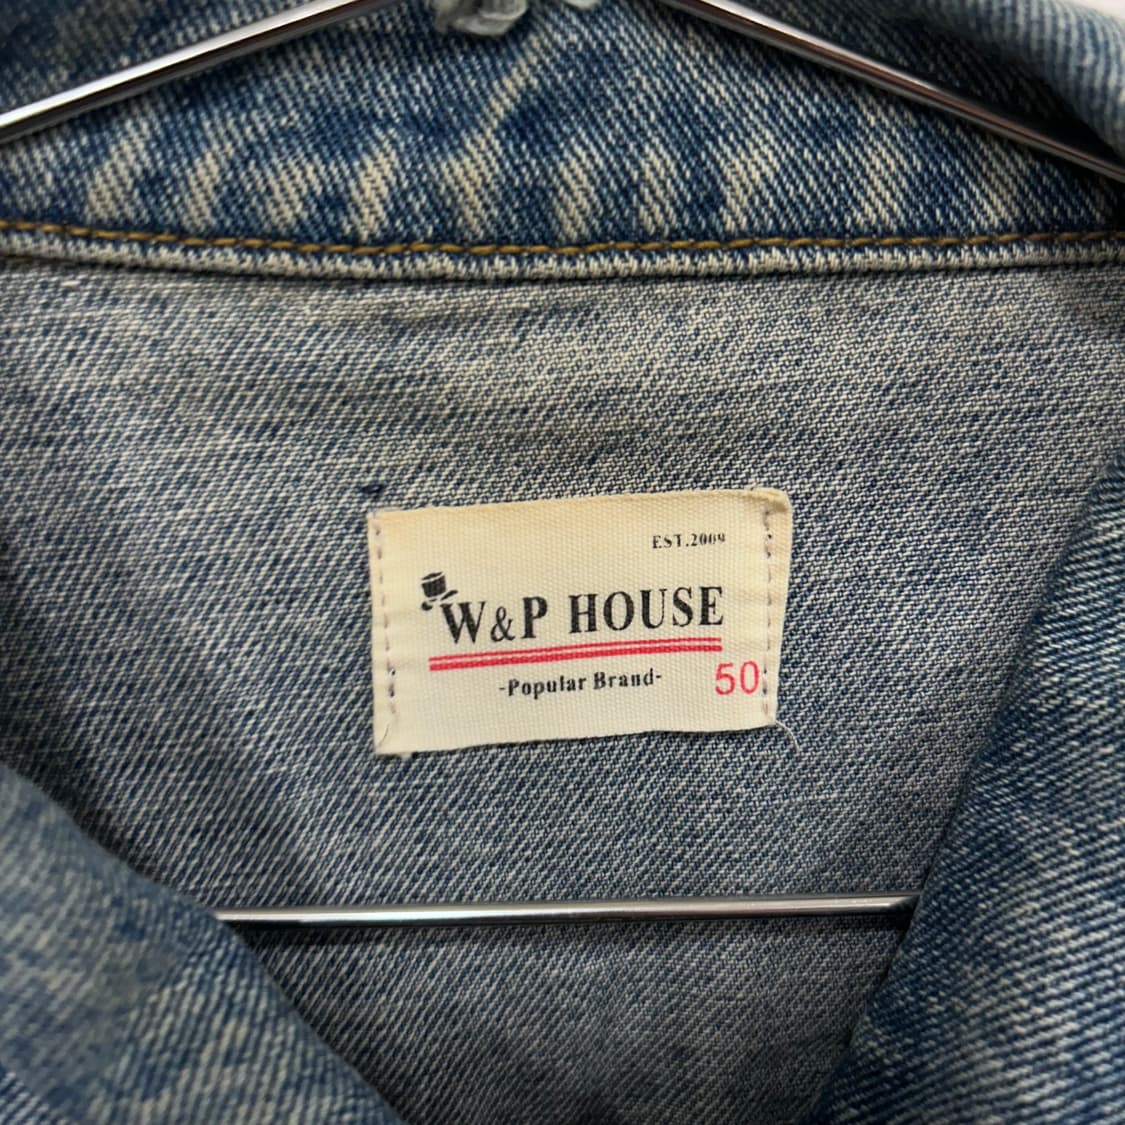 EST.2009
W&P HOUSE
-Popular Brand-
50